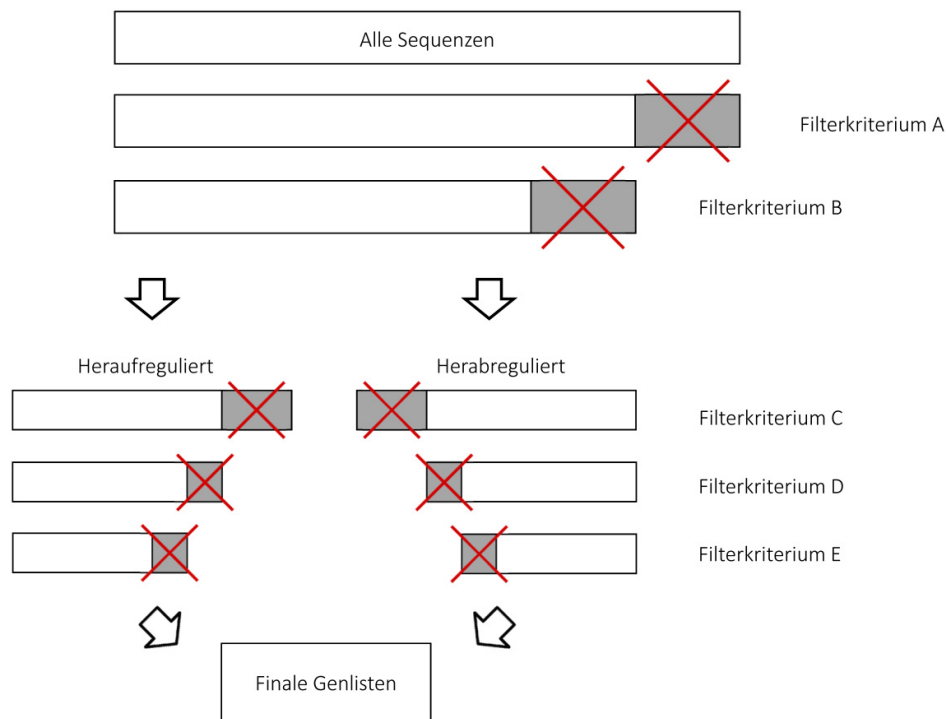 Alle Sequenzen
Filterkriterium A
Filterkriterium B
Heraufreguliert
Herabreguliert
Filterkriterium C
Filterkriterium D
Filterkriterium E
Finale Genlisten